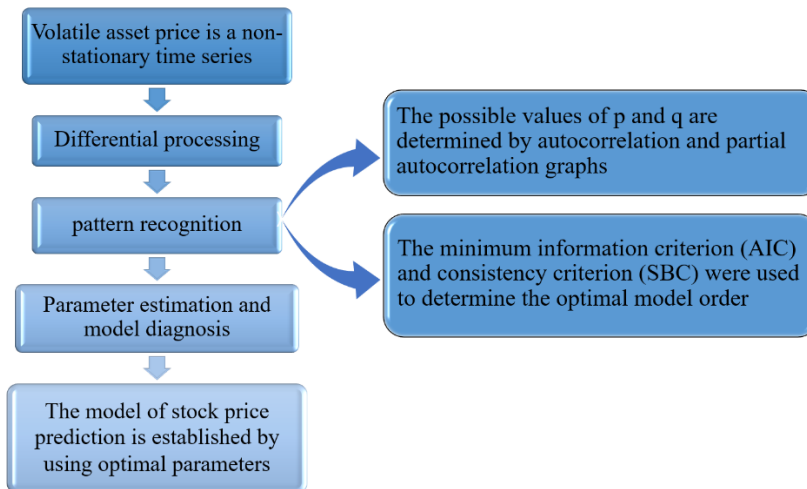 Volatile asset price is a non-
stationary time series
Differential processing
pattern recognition
Parameter estimation and
model diagnosis
The model of stock price
prediction is established by
using optimal parameters
The possible values of p and q are
determined by autocorrelation and partial
autocorrelation graphs
The minimum information criterion (AIC)
and consistency criterion (SBC) were used
to determine the optimal model order